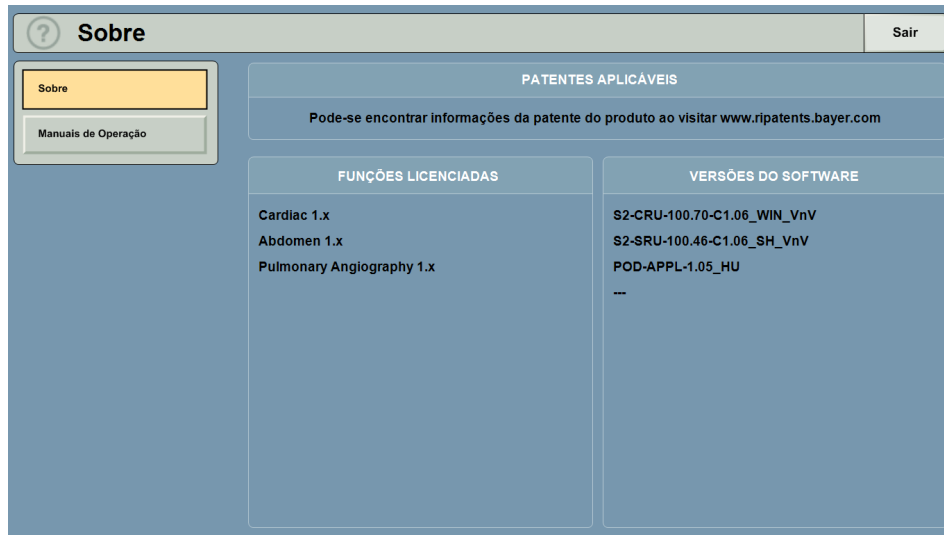 ? Sobre
Sair
Sobre
Manuais de Operação
PATENTES APLICÁVEIS
Pode-se encontrar informações da patente do produto ao visitar www.ripatents.bayer.com
FUNÇÕES LICENCIADAS
Cardiac 1.x
Abdomen 1.x
Pulmonary Angiography 1.x
VERSÕES DO SOFTWARE
S2-CRU-100.70-C1.06_WIN_VnV
S2-SRU-100.46-C1.06_SH_VnV
POD-APPL-1.05_HU
---